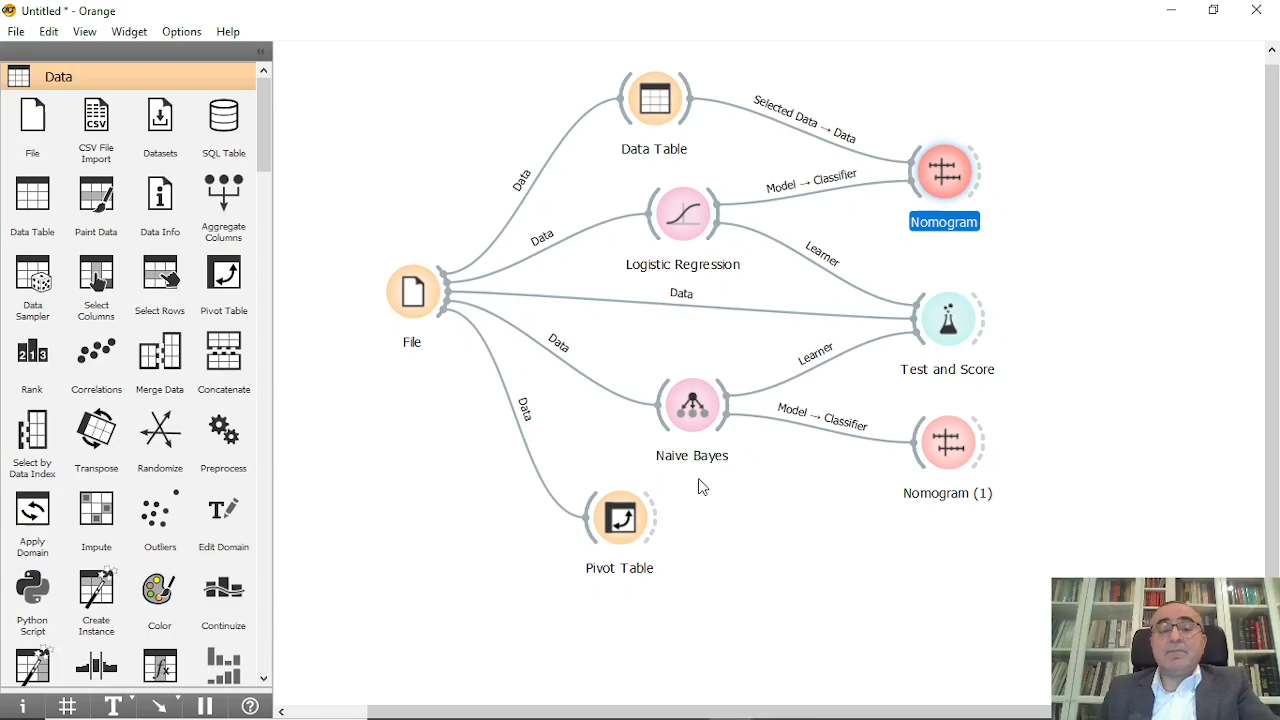 Untitled * - Orange
File Edit View Widget Options Help
Data
File
CSV File
Import
Datasets
SQL Table
Data Table
Paint Data
Data Info
Aggregate
Columns
Data
Sampler
Select
Columns
Select Rows
Pivot Table
Rank
Correlations
Merge Data
Concatenate
Select by
Data Index
Transpose
Randomize
Preprocess
Apply
Domain
Impute
Outliers
Edit Domain
Python
Script
Create
Instance
Color
Continuize
Data Table
Selected Data → Data
Data
Model → Classifier
Nomogram
Data
Logistic Regression
Learner
Data
File
Data
Learner
Test and Score
Data
Model → Classifier
Naive Bayes
Nomogram (1)
Pivot Table